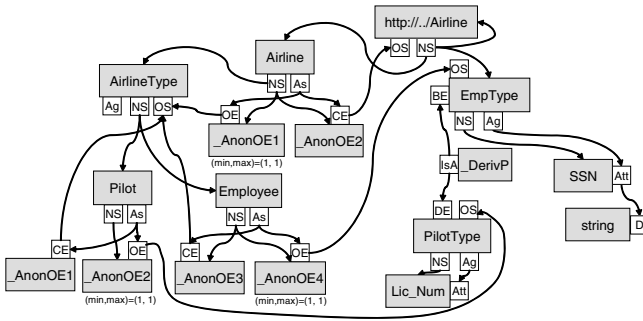 http://../Airline
Airline
OS NS
AirlineType
NS As
OS
EmpType
Ag NS OS
OE
CE
BE
_AnonOE1
_AnonOE2
NS Ag
(min,max)=(1, 1)
IsA _DerivP
SSN Att
Pilot
Employee
NS As
NS As
DE OS
string D
CE
OE
CE
OE
PilotType
_AnonOE1
_AnonOE2
_AnonOE3
_AnonOE4
NS Ag
(min,max)=(1, 1)
(min,max)=(1, 1)
Lic_Num Att